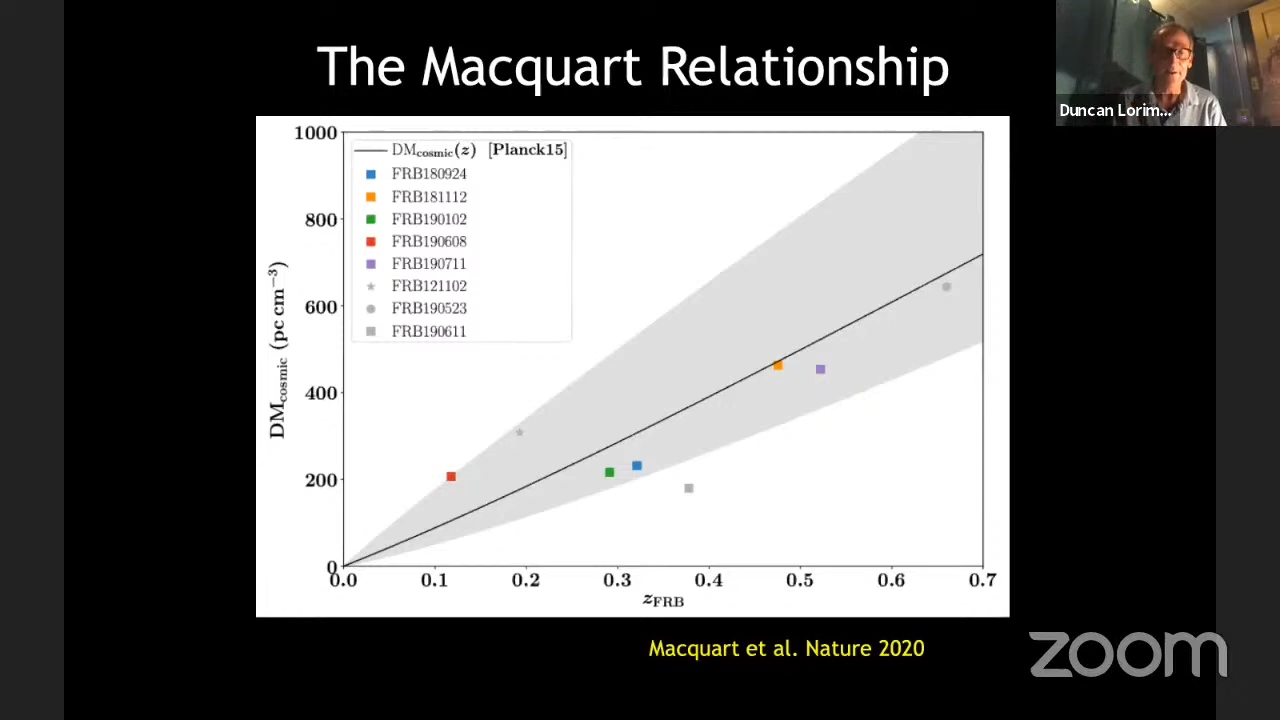 The Macquart Relationship
Duncan Lorim...
1000
800
600
400
200
0
DMcosmic (pc cm−3)
DMcosmic(z) [Planck15]
FRB180924
FRB181112
FRB190102
FRB190608
FRB190711
FRB121102
FRB190523
FRB190611
0.0 0.1 0.2 0.3 0.4 0.5 0.6 0.7
zFRB
Macquart et al. Nature 2020
zoom